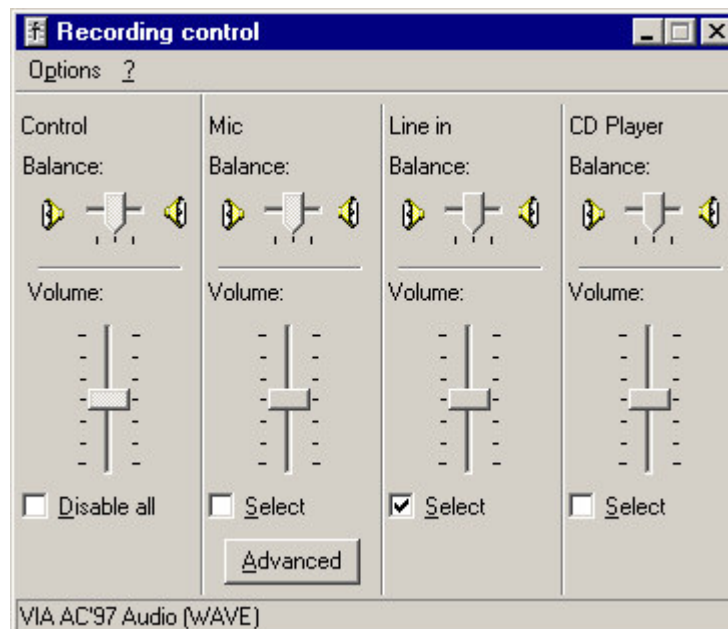 Recording control
Options ?
Control Mic Line in CD Player
Balance: Balance: Balance: Balance:
Volume: Volume: Volume: Volume:
Disable all Select Select Select
Advanced
VIA AC'97 Audio (WAVE)